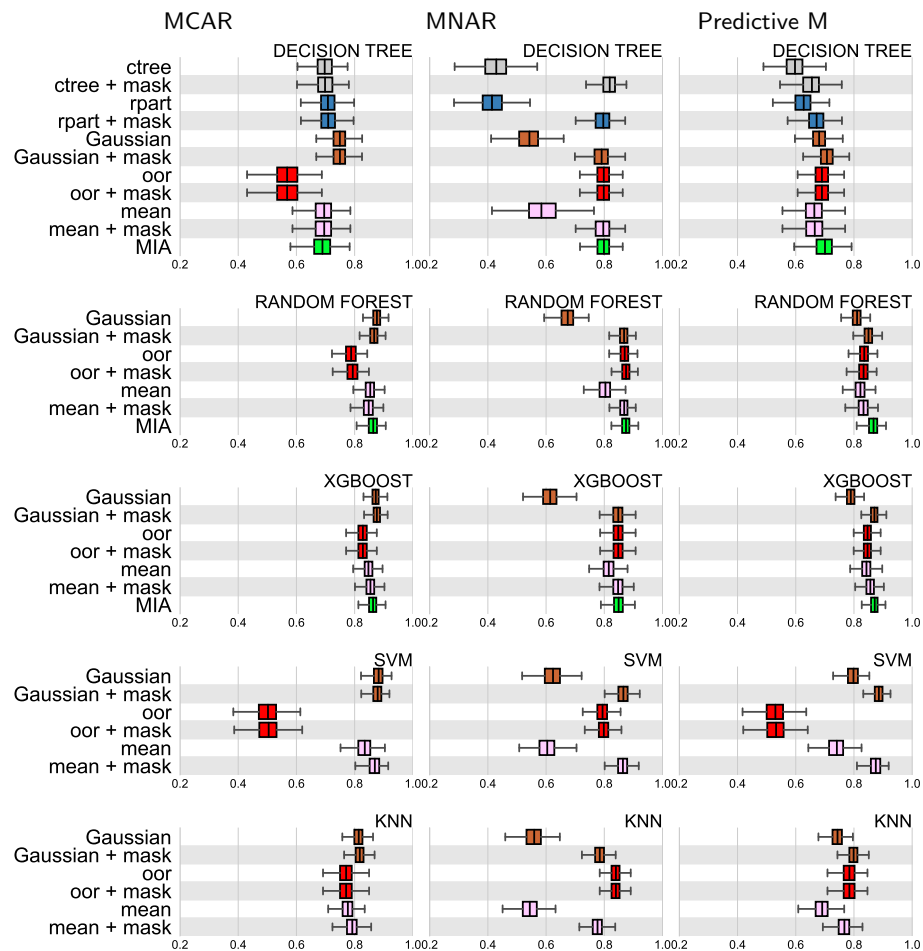 MCAR MNAR Predictive M
DECISION TREE DECISION TREE DECISION TREE
ctree
ctree + mask
rpart
rpart + mask
Gaussian
Gaussian + mask
oor
oor + mask
mean
mean + mask
MIA
0.2 0.4 0.6 0.8 1.0 0.2 0.4 0.6 0.8 1.0 0.2 0.4 0.6 0.8 1.0
RANDOM FOREST RANDOM FOREST RANDOM FOREST
Gaussian
Gaussian + mask
oor
oor + mask
mean
mean + mask
MIA
0.2 0.4 0.6 0.8 1.0 0.2 0.4 0.6 0.8 1.0 0.2 0.4 0.6 0.8 1.0
XGBOOST XGBOOST XGBOOST
Gaussian
Gaussian + mask
oor
oor + mask
mean
mean + mask
MIA
0.2 0.4 0.6 0.8 1.0 0.2 0.4 0.6 0.8 1.0 0.2 0.4 0.6 0.8 1.0
SVM SVM SVM
Gaussian
Gaussian + mask
oor
oor + mask
mean
mean + mask
0.2 0.4 0.6 0.8 1.0 0.2 0.4 0.6 0.8 1.0 0.2 0.4 0.6 0.8 1.0
KNN KNN KNN
Gaussian
Gaussian + mask
oor
oor + mask
mean
mean + mask
0.2 0.4 0.6 0.8 1.0 0.2 0.4 0.6 0.8 1.0 0.2 0.4 0.6 0.8 1.0